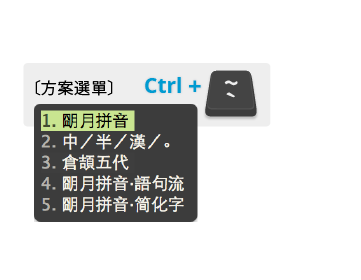 〔方案選單〕 Ctrl + ~ `
1. 朙月拼音
2. 中／半／漢／。
3. 倉頡五代
4. 朙月拼音·語句流
5. 朙月拼音·简化字